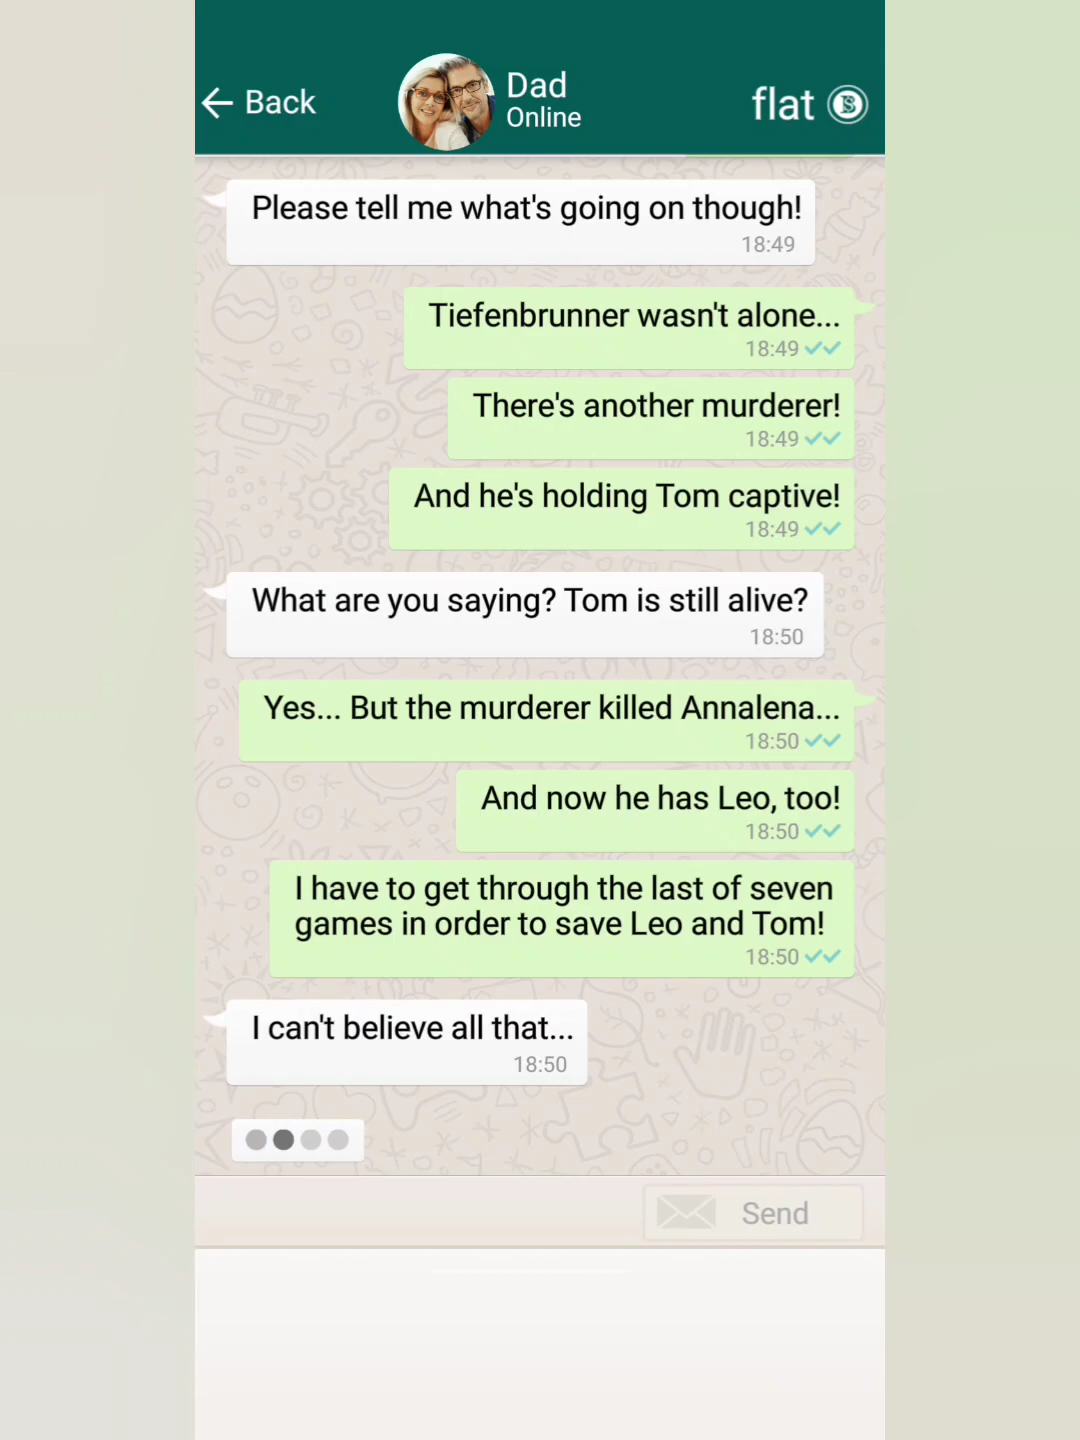 Back
Dad
Online
flat
Please tell me what's going on though!
18:49
Tiefenbrunner wasn't alone...
18:49
There's another murderer!
18:49
And he's holding Tom captive!
18:49
What are you saying? Tom is still alive?
18:50
Yes... But the murderer killed Annalena...
18:50
And now he has Leo, too!
18:50
I have to get through the last of seven
games in order to save Leo and Tom!
18:50
I can't believe all that...
18:50
Send